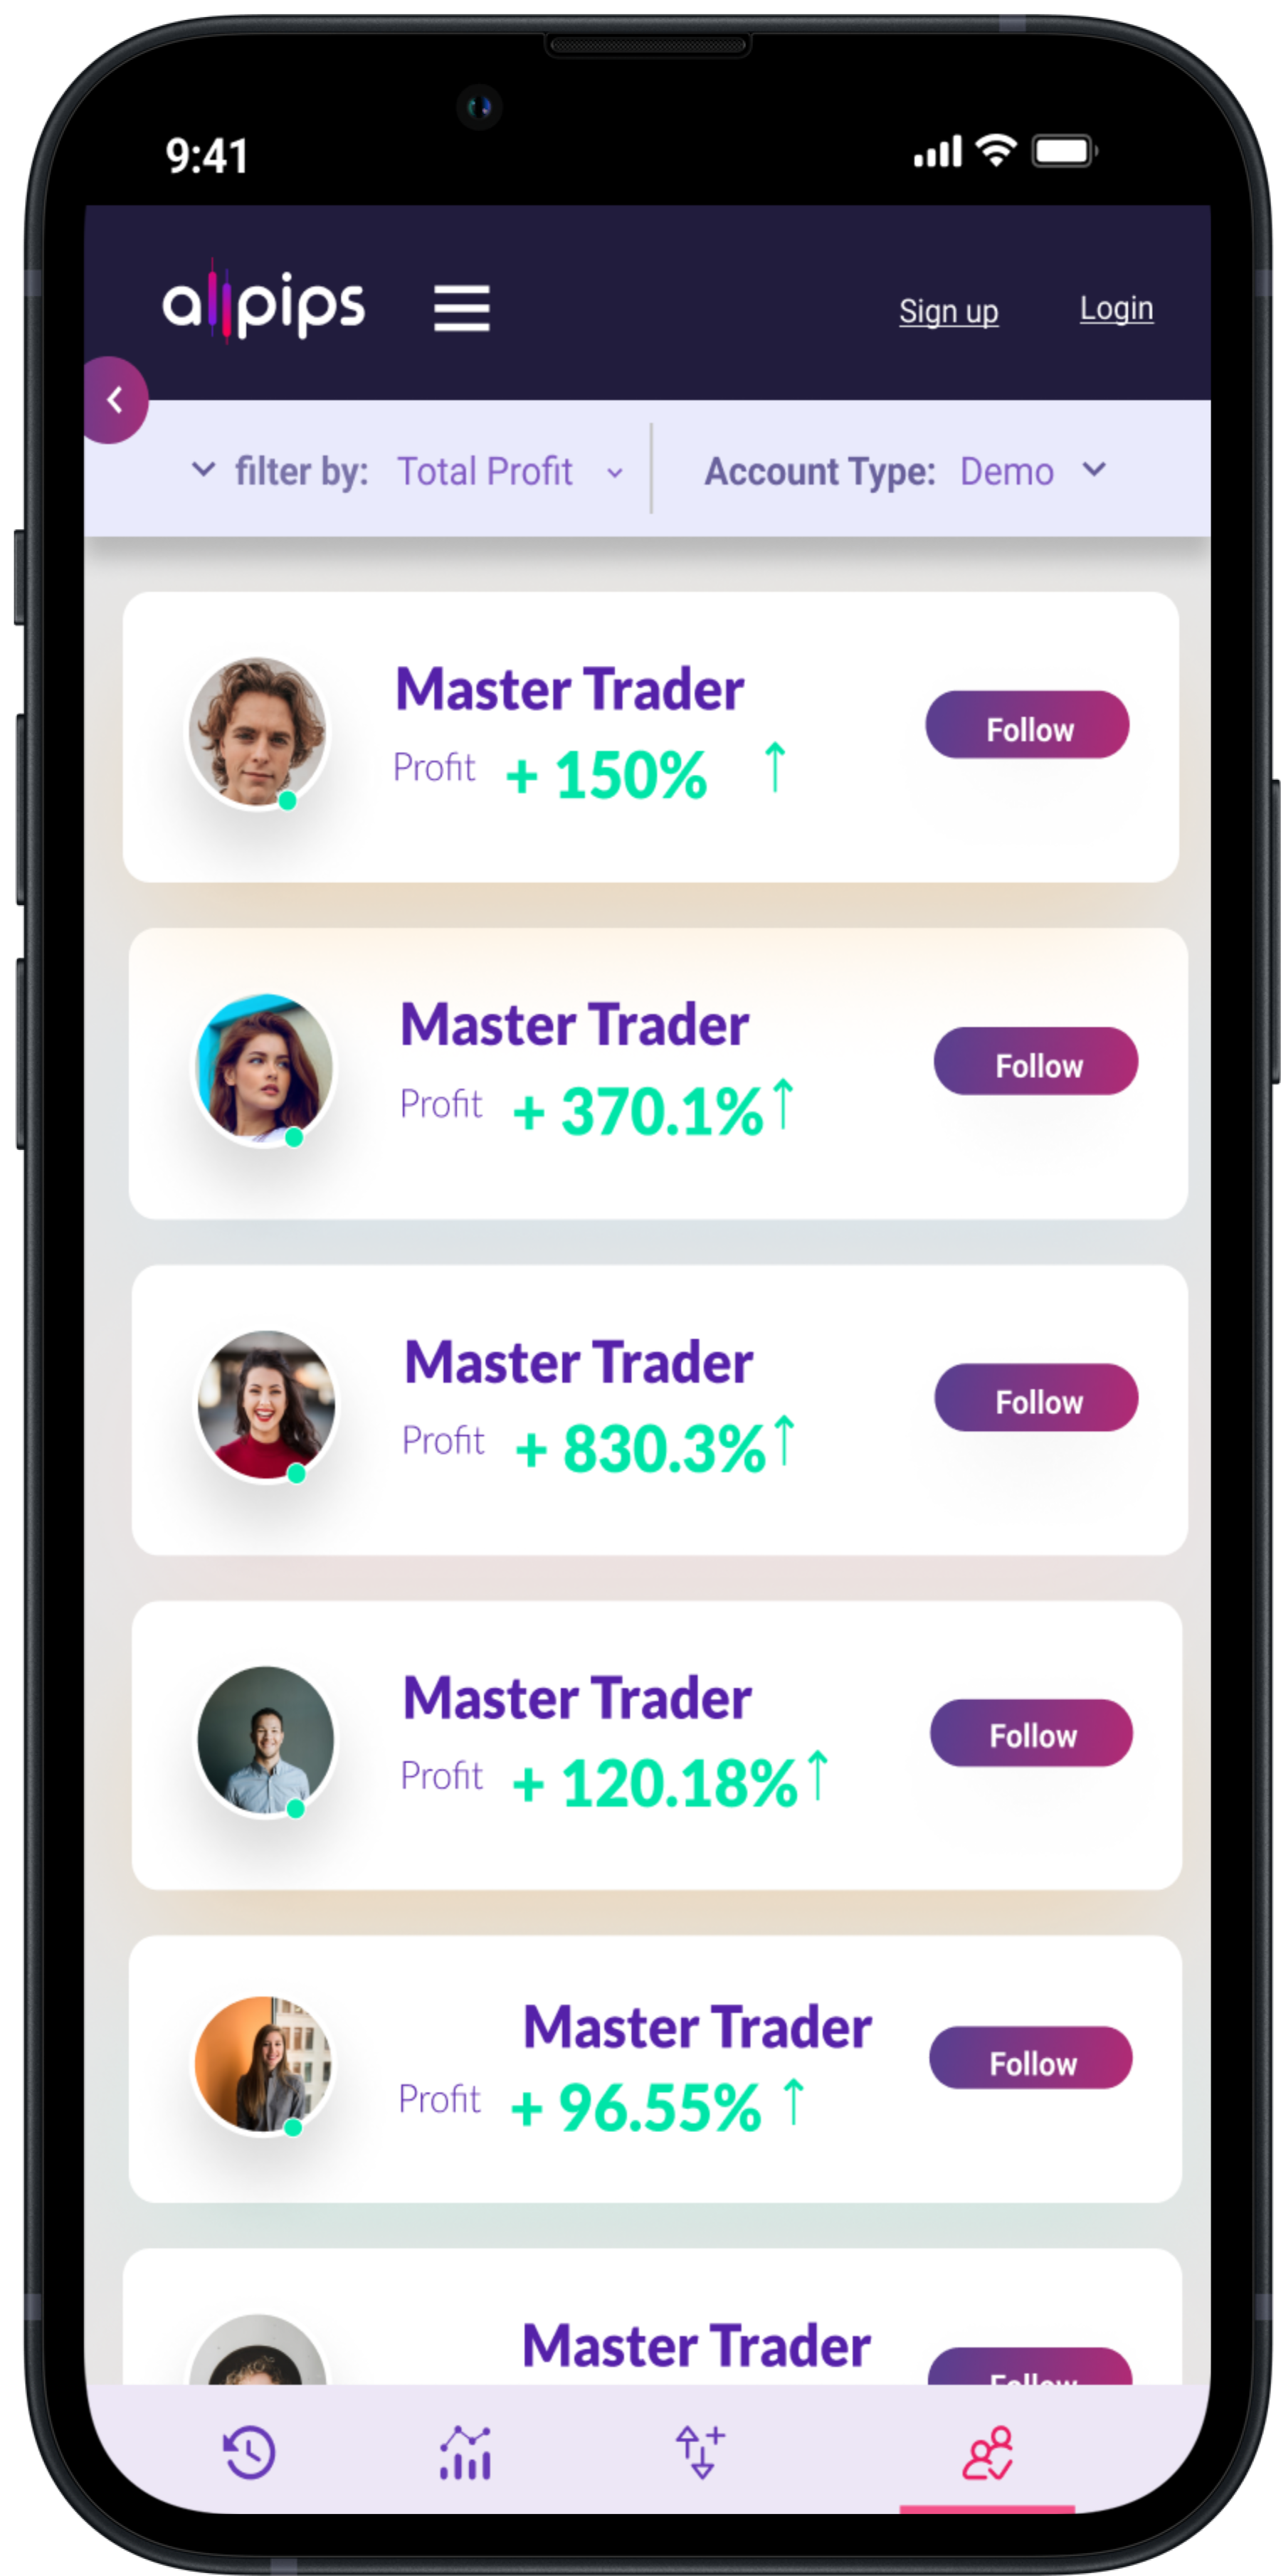 9:41
allpips
Sign up Login
filter by: Total Profit Account Type: Demo
Master Trader
Profit + 150% ↑
Follow
Master Trader
Profit + 370.1% ↑
Follow
Master Trader
Profit + 830.3% ↑
Follow
Master Trader
Profit + 120.18% ↑
Follow
Master Trader
Profit + 96.55% ↑
Follow
Master Trader
Follow